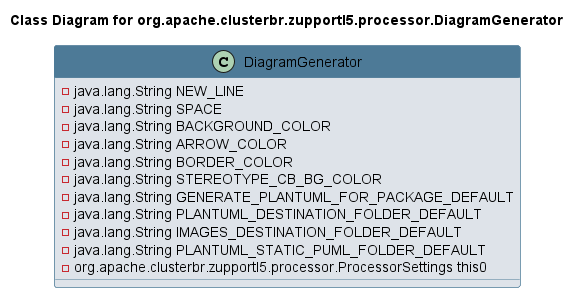 Class Diagram for org.apache.clusterbr.zupportl5.processor.DiagramGenerator
C DiagramGenerator
java.lang.String NEW_LINE
java.lang.String SPACE
java.lang.String BACKGROUND_COLOR
java.lang.String ARROW_COLOR
java.lang.String BORDER_COLOR
java.lang.String STEREOTYPE_CB_BG_COLOR
java.lang.String GENERATE_PLANTUML_FOR_PACKAGE_DEFAULT
java.lang.String PLANTUML_DESTINATION_FOLDER_DEFAULT
java.lang.String IMAGES_DESTINATION_FOLDER_DEFAULT
java.lang.String PLANTUML_STATIC_PUML_FOLDER_DEFAULT
org.apache.clusterbr.zupportl5.processor.ProcessorSettings this0